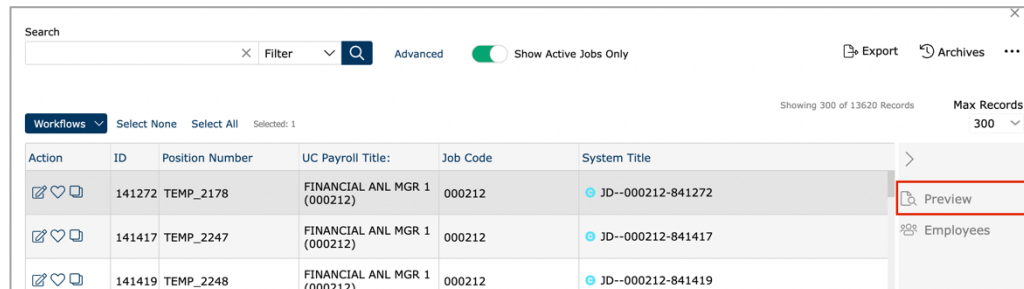 Search
Filter
Advanced
Show Active Jobs Only
Export
Archives
Showing 300 of 13620 Records
Max Records
300
Workflows
Select None
Select All
Selected: 1
Action
ID
Position Number
UC Payroll Title:
Job Code
System Title
141272
TEMP_2178
FINANCIAL ANL MGR 1
(000212)
000212
JD--000212-841272
Preview
141417
TEMP_2247
FINANCIAL ANL MGR 1
(000212)
000212
JD--000212-841417
Employees
141419
TEMP_2248
FINANCIAL ANL MGR 1
(000212)
000212
JD--000212-841419